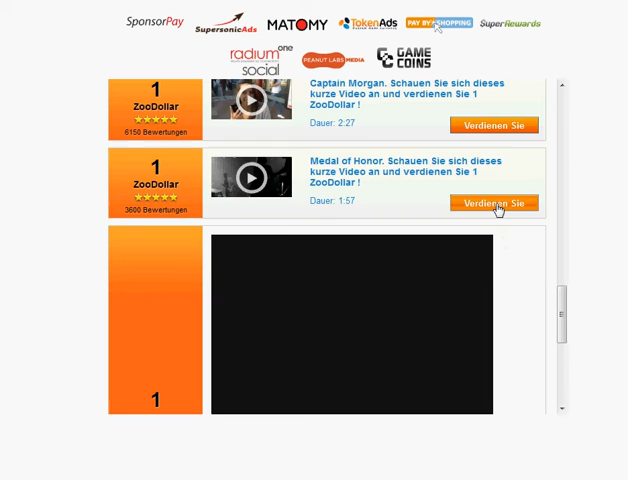 SponsorPay
SupersonicAds
MATOMY
TokenAds
PAY BY SHOPPING
SuperRewards
radiumone
social
PEANUT LABS MEDIA
GAME
COINS
1
ZooDollar
6150 Bewertungen
Captain Morgan. Schauen Sie sich dieses
kurze Video an und verdienen Sie 1
ZooDollar !
Dauer: 2:27
Verdienen Sie
1
ZooDollar
3600 Bewertungen
Medal of Honor. Schauen Sie sich dieses
kurze Video an und verdienen Sie 1
ZooDollar !
Dauer: 1:57
Verdienen Sie
1